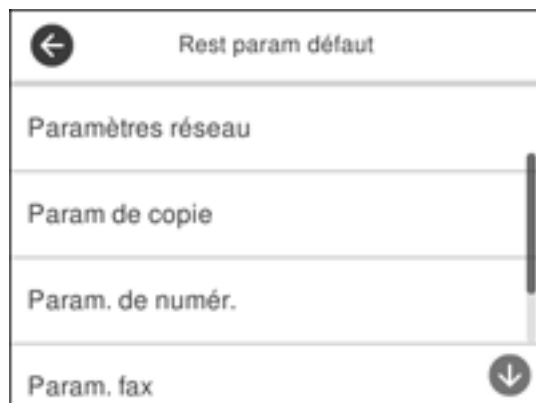 Rest param défaut
Paramètres réseau
Param de copie
Param. de numér.
Param. fax